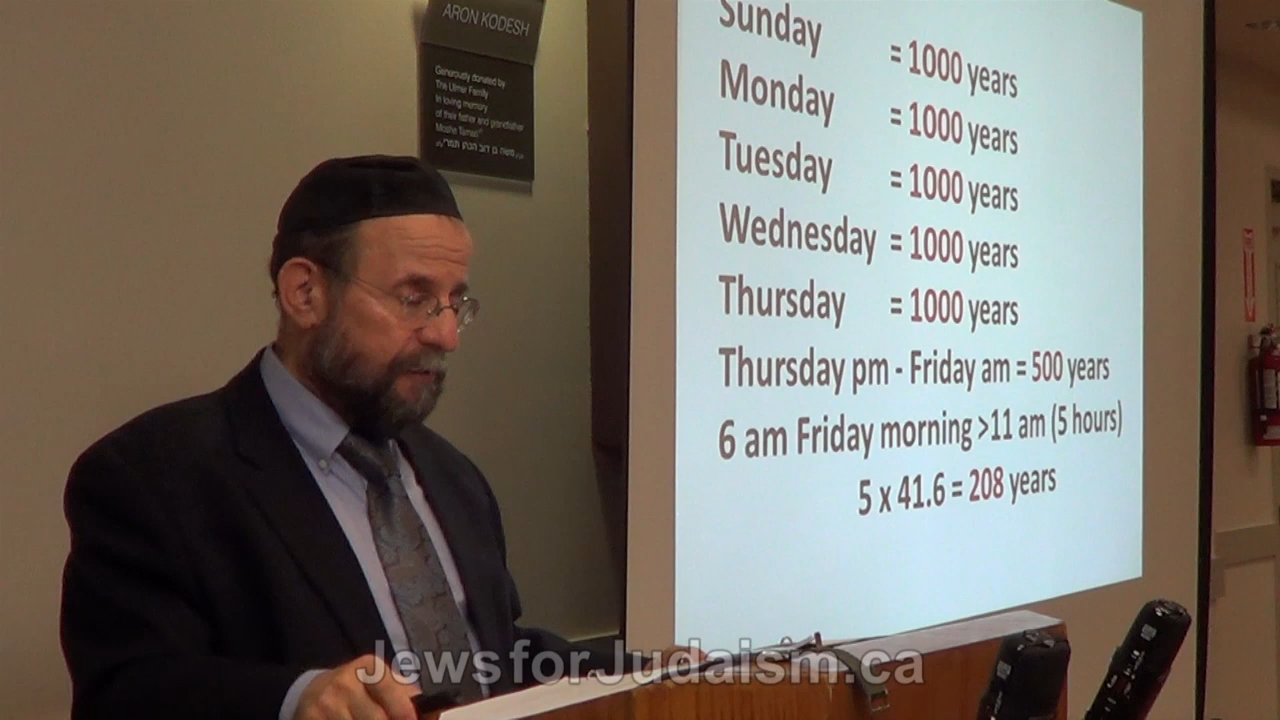 ARON KODESH
Generously donated by
The Ulmer Family
In loving memory
of their father and grandfather
Sunday = 1000 years
Monday = 1000 years
Tuesday = 1000 years
Wednesday = 1000 years
Thursday = 1000 years
Thursday pm - Friday am = 500 years
6 am Friday morning >11 am (5 hours)
5 x 41.6 = 208 years
JewsforJudaism.ca